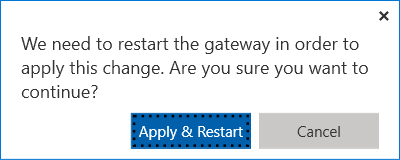 We need to restart the gateway in order to
apply this change. Are you sure you want to
continue?
Apply & Restart Cancel